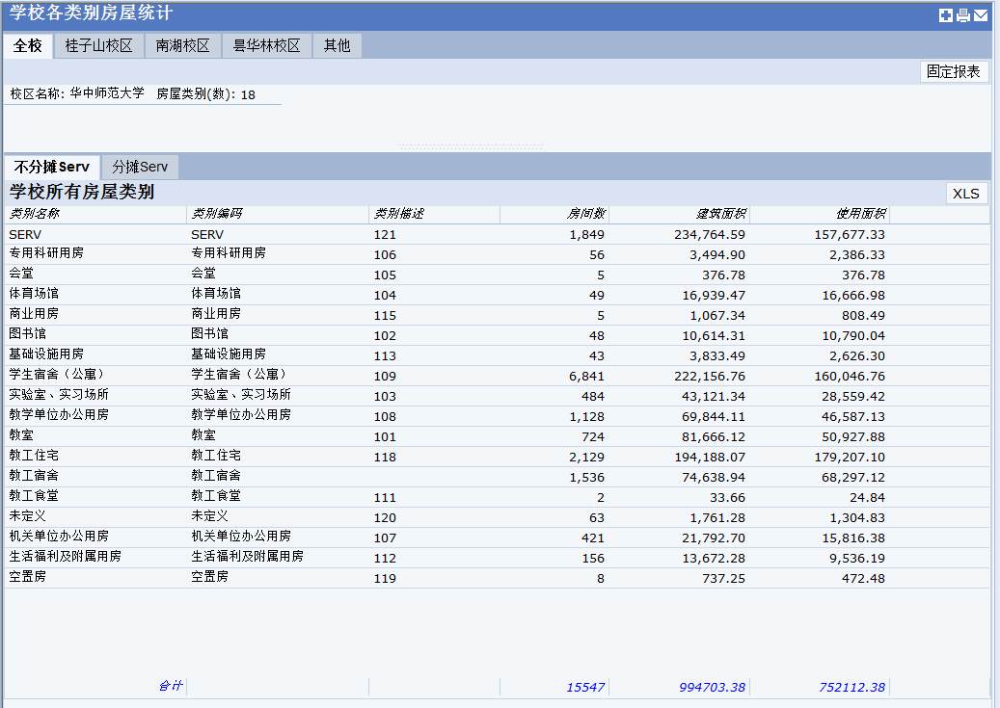 学校各类别房屋统计
全校 桂子山校区 南湖校区 昙华林校区 其他
固定报表
校区名称: 华中师范大学 房屋类别(数): 18
不分摊Serv 分摊Serv
学校所有房屋类别 XLS
类别名称 类别编码 类别描述 房间数 建筑面积 使用面积
SERV SERV 121 1,849 234,764.59 157,677.33
专用科研用房 专用科研用房 106 56 3,494.90 2,386.33
会堂 会堂 105 5 376.78 376.78
体育场馆 体育场馆 104 49 16,939.47 16,666.98
商业用房 商业用房 115 5 1,067.34 808.49
图书馆 图书馆 102 48 10,614.31 10,790.04
基础设施用房 基础设施用房 113 43 3,833.49 2,626.30
学生宿舍（公寓） 学生宿舍（公寓） 109 6,841 222,156.76 160,046.76
实验室、实习场所 实验室、实习场所 103 484 43,121.34 28,559.42
教学单位办公用房 教学单位办公用房 108 1,128 69,844.11 46,587.13
教室 教室 101 724 81,666.12 50,927.88
教工住宅 教工住宅 118 2,129 194,188.07 179,207.10
教工宿舍 教工宿舍 1,536 74,638.94 68,297.12
教工食堂 教工食堂 111 2 33.66 24.84
未定义 未定义 120 63 1,761.28 1,304.83
机关单位办公用房 机关单位办公用房 107 421 21,792.70 15,816.38
生活福利及附属用房 生活福利及附属用房 112 156 13,672.28 9,536.19
空置房 空置房 119 8 737.25 472.48
合计 15547 994703.38 752112.38